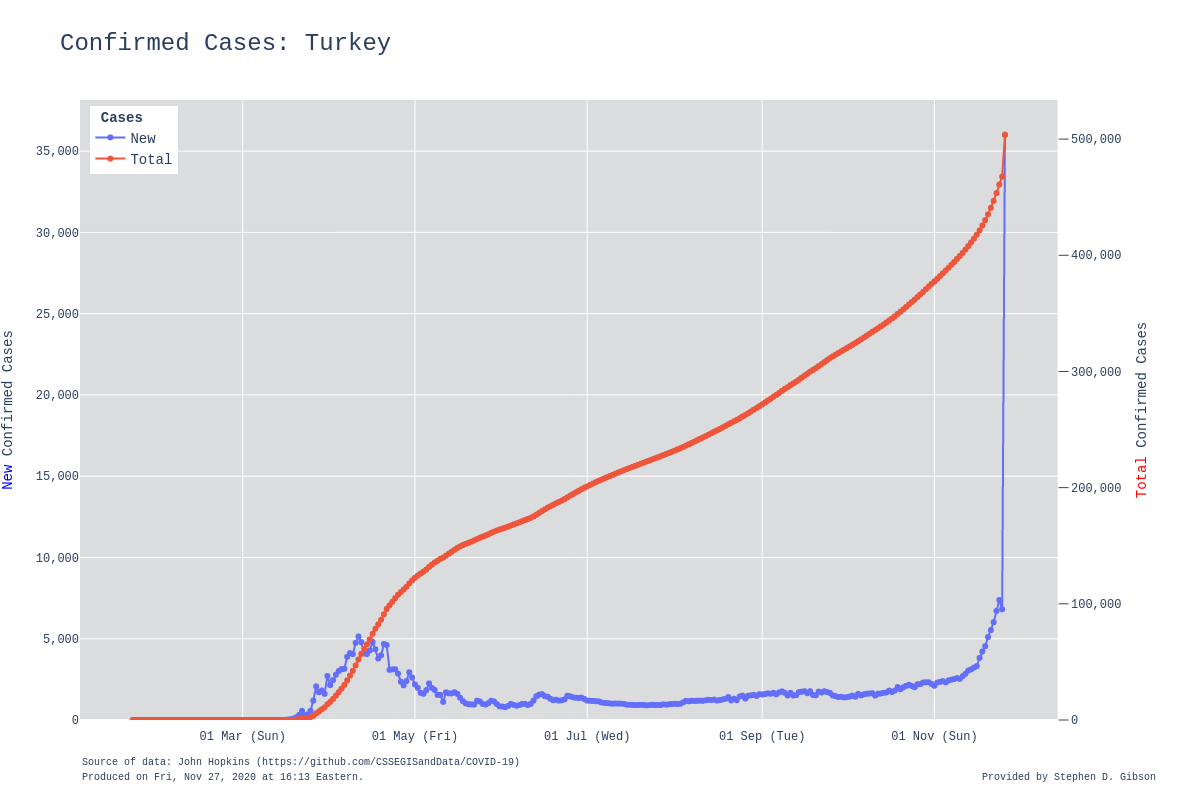 Confirmed Cases: Turkey
Cases
New
Total
35,000
30,000
25,000
20,000
15,000
10,000
5,000
0
New Confirmed Cases
500,000
400,000
300,000
200,000
100,000
0
Total Confirmed Cases
01 Mar (Sun) 01 May (Fri) 01 Jul (Wed) 01 Sep (Tue) 01 Nov (Sun)
Source of data: John Hopkins (https://github.com/CSSEGISandData/COVID-19)
Produced on Fri, Nov 27, 2020 at 16:13 Eastern.
Provided by Stephen D. Gibson